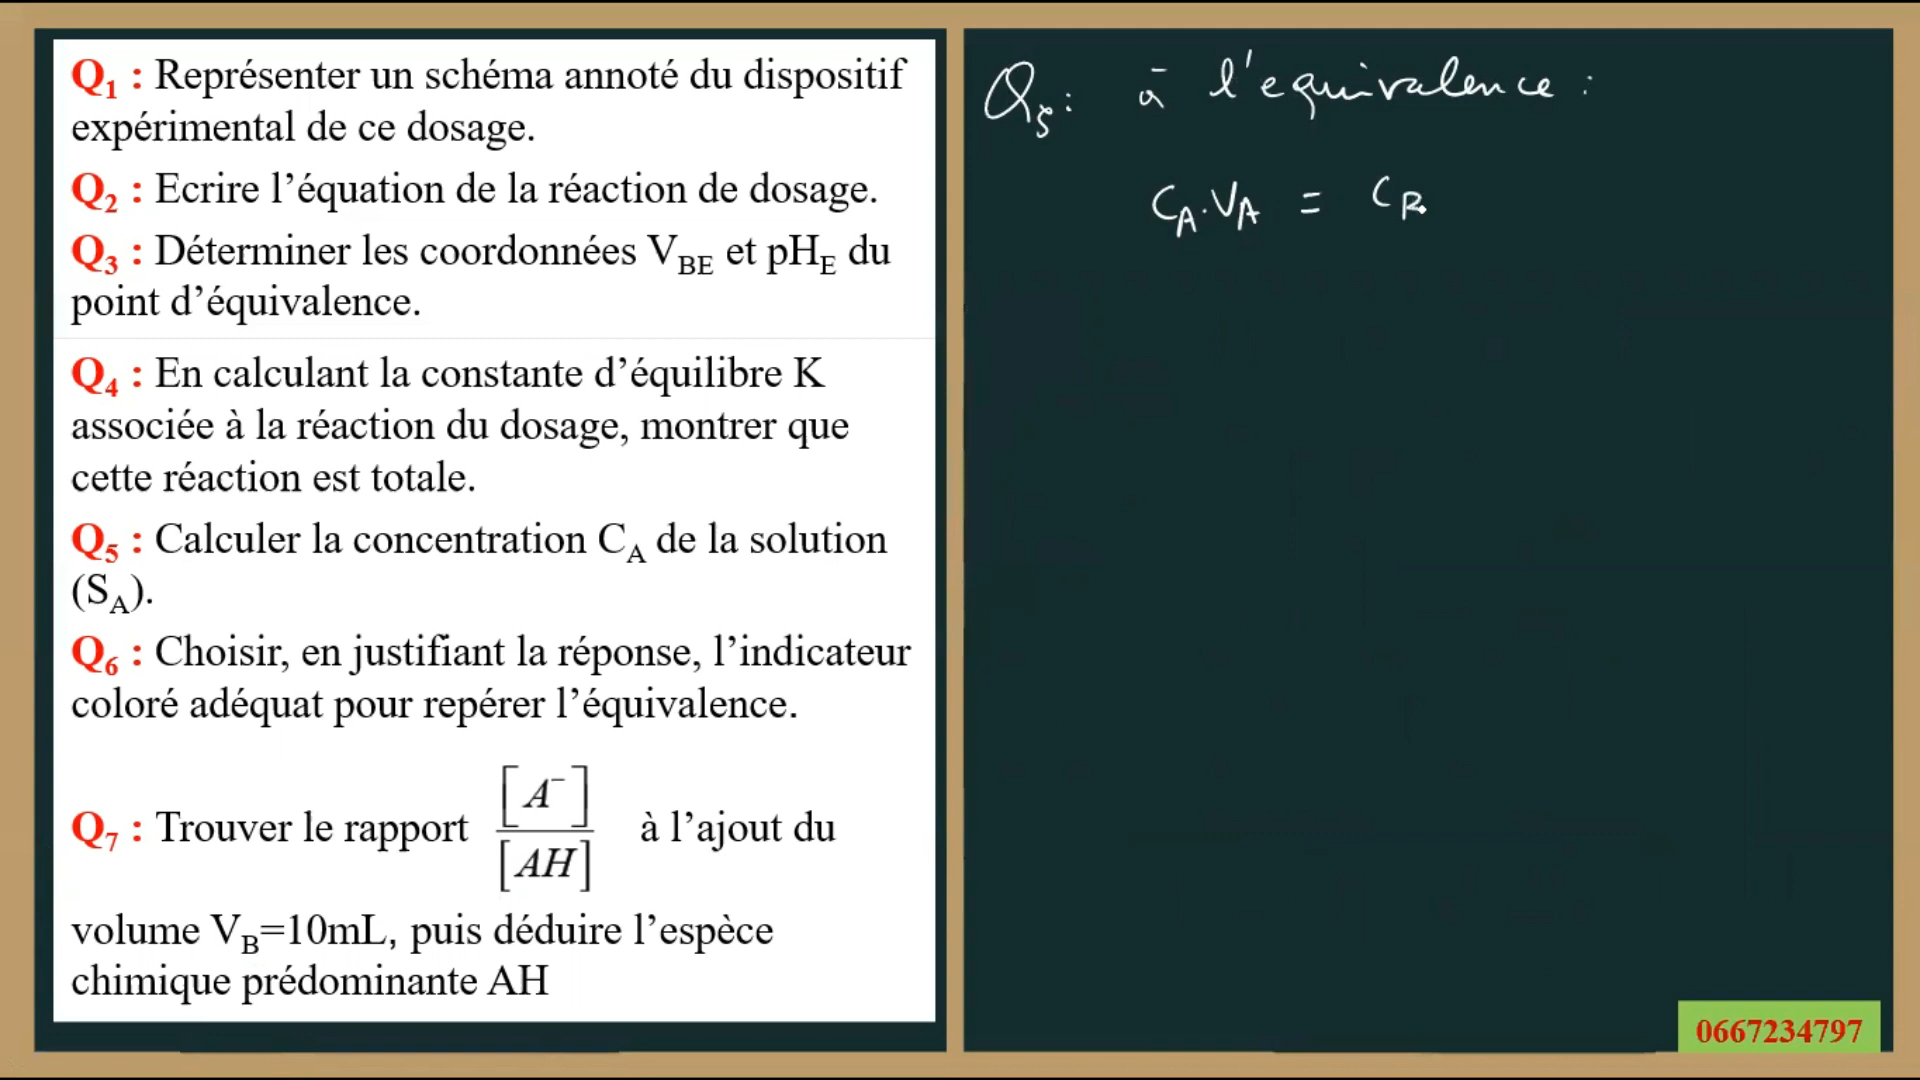 Q1 : Représenter un schéma annoté du dispositif
expérimental de ce dosage.
Q2 : Ecrire l’équation de la réaction de dosage.
Q3 : Déterminer les coordonnées VBE et pHE du
point d’équivalence.
Q4 : En calculant la constante d’équilibre K
associée à la réaction du dosage, montrer que
cette réaction est totale.
Q5 : Calculer la concentration CA de la solution
(SA).
Q6 : Choisir, en justifiant la réponse, l’indicateur
coloré adéquat pour repérer l’équivalence.
Q7 : Trouver le rapport [A⁻]/[AH] à l’ajout du
volume VB=10mL, puis déduire l’espèce
chimique prédominante AH
Q5: à l'equivalence :
CA.VA = CB
0667234797